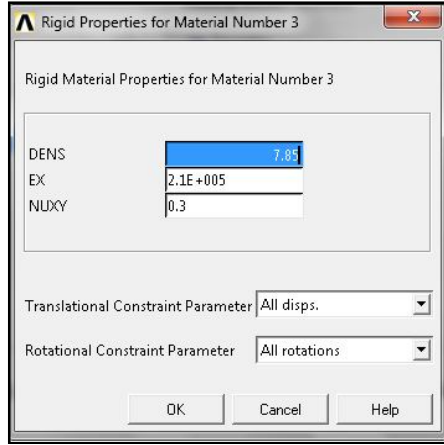 Rigid Properties for Material Number 3
Rigid Material Properties for Material Number 3
DENS 7.85
EX 2.1E+005
NUXY 0.3
Translational Constraint Parameter All disps.
Rotational Constraint Parameter All rotations
OK Cancel Help